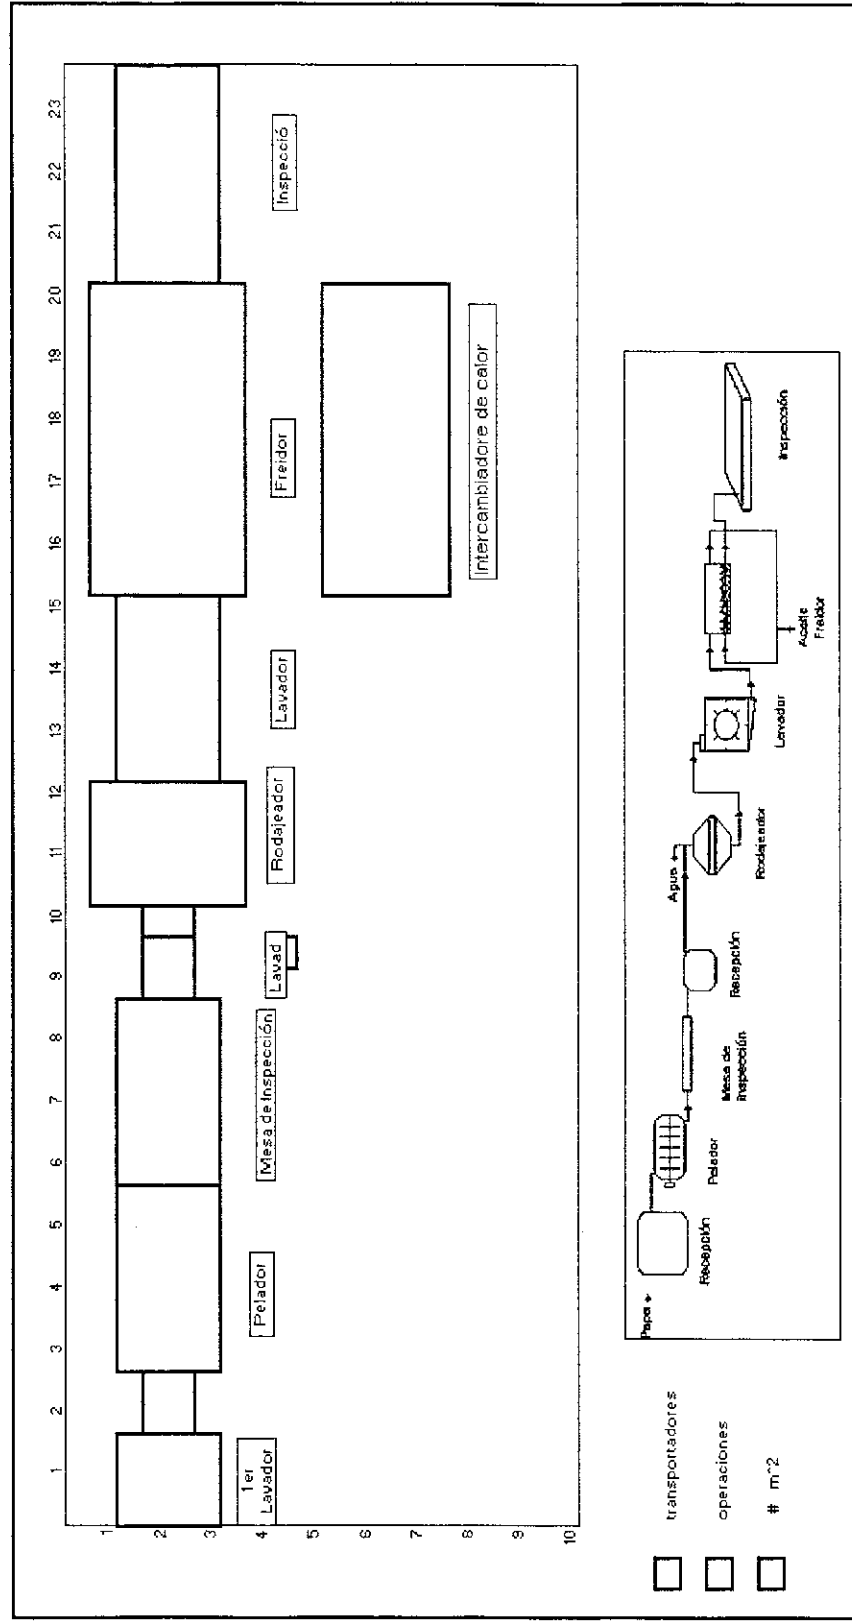 1 2 3 4 5 6 7 8 9 10 11 12 13 14 15 16 17 18 19 20 21 22 23
1
2
3
4
5
6
7
8
9
10
1er
Lavador
Pelador
Mesa de Inspección
Lavad
Rodajeador
Lavador
Freidor
Inspecció
Intercambiadore de calor
transportadores
operaciones
# m^2
Papa
Recepción
Pelador
Mesa de
Inspección
Recepción
Agua
Rodajeador
Lavador
Aceite
Freidor
Inspección